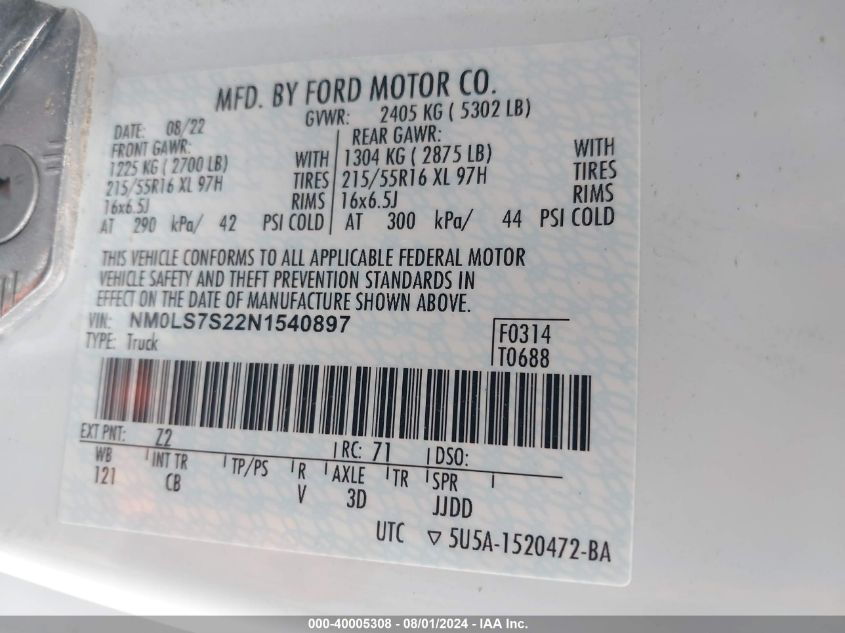 MFD. BY FORD MOTOR CO.
DATE: 08/22 GVWR: 2405 KG ( 5302 LB)
FRONT GAWR: REAR GAWR:
1225 KG ( 2700 LB) WITH 1304 KG ( 2875 LB) WITH
215/55R16 XL 97H TIRES 215/55R16 XL 97H TIRES
16x6.5J RIMS 16x6.5J RIMS
AT 290 kPa/ 42 PSI COLD AT 300 kPa/ 44 PSI COLD
THIS VEHICLE CONFORMS TO ALL APPLICABLE FEDERAL MOTOR
VEHICLE SAFETY AND THEFT PREVENTION STANDARDS IN
EFFECT ON THE DATE OF MANUFACTURE SHOWN ABOVE.
VIN: NM0LS7S22N1540897 F0314
TYPE: Truck T0688
EXT PNT: Z2 RC: 71 DSO:
WB INT TR TP/PS R AXLE TR SPR
121 CB V 3D JJDD
UTC ▽ 5U5A-1520472-BA
000-40005308 - 08/01/2024 - IAA Inc.